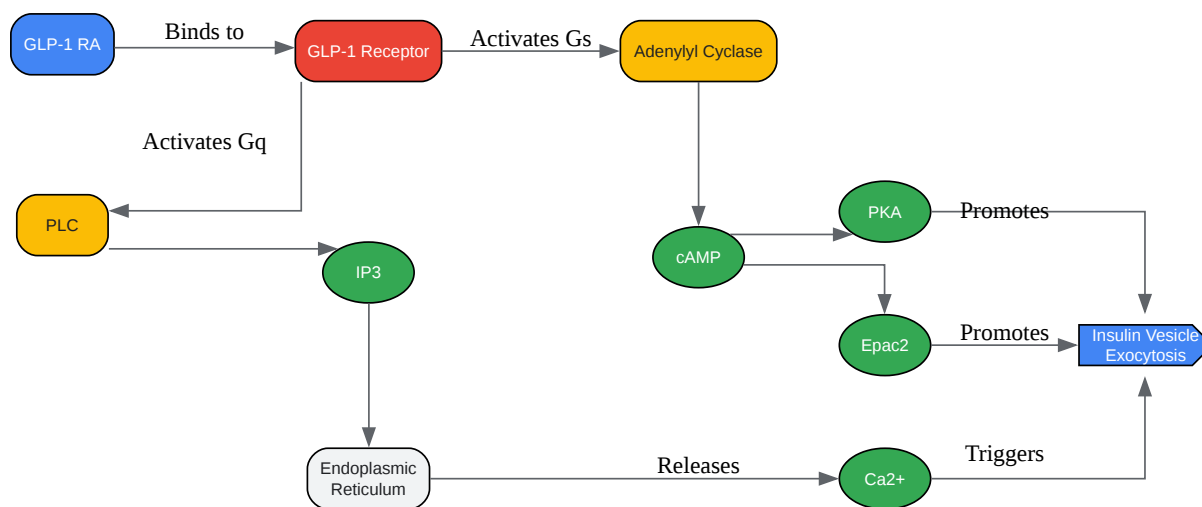 GLP-1 RA
Binds to
GLP-1 Receptor
Activates Gs
Adenylyl Cyclase
Activates Gq
PLC
IP3
cAMP
PKA
Promotes
Epac2
Promotes
Insulin Vesicle
Exocytosis
Endoplasmic
Reticulum
Releases
Ca2+
Triggers